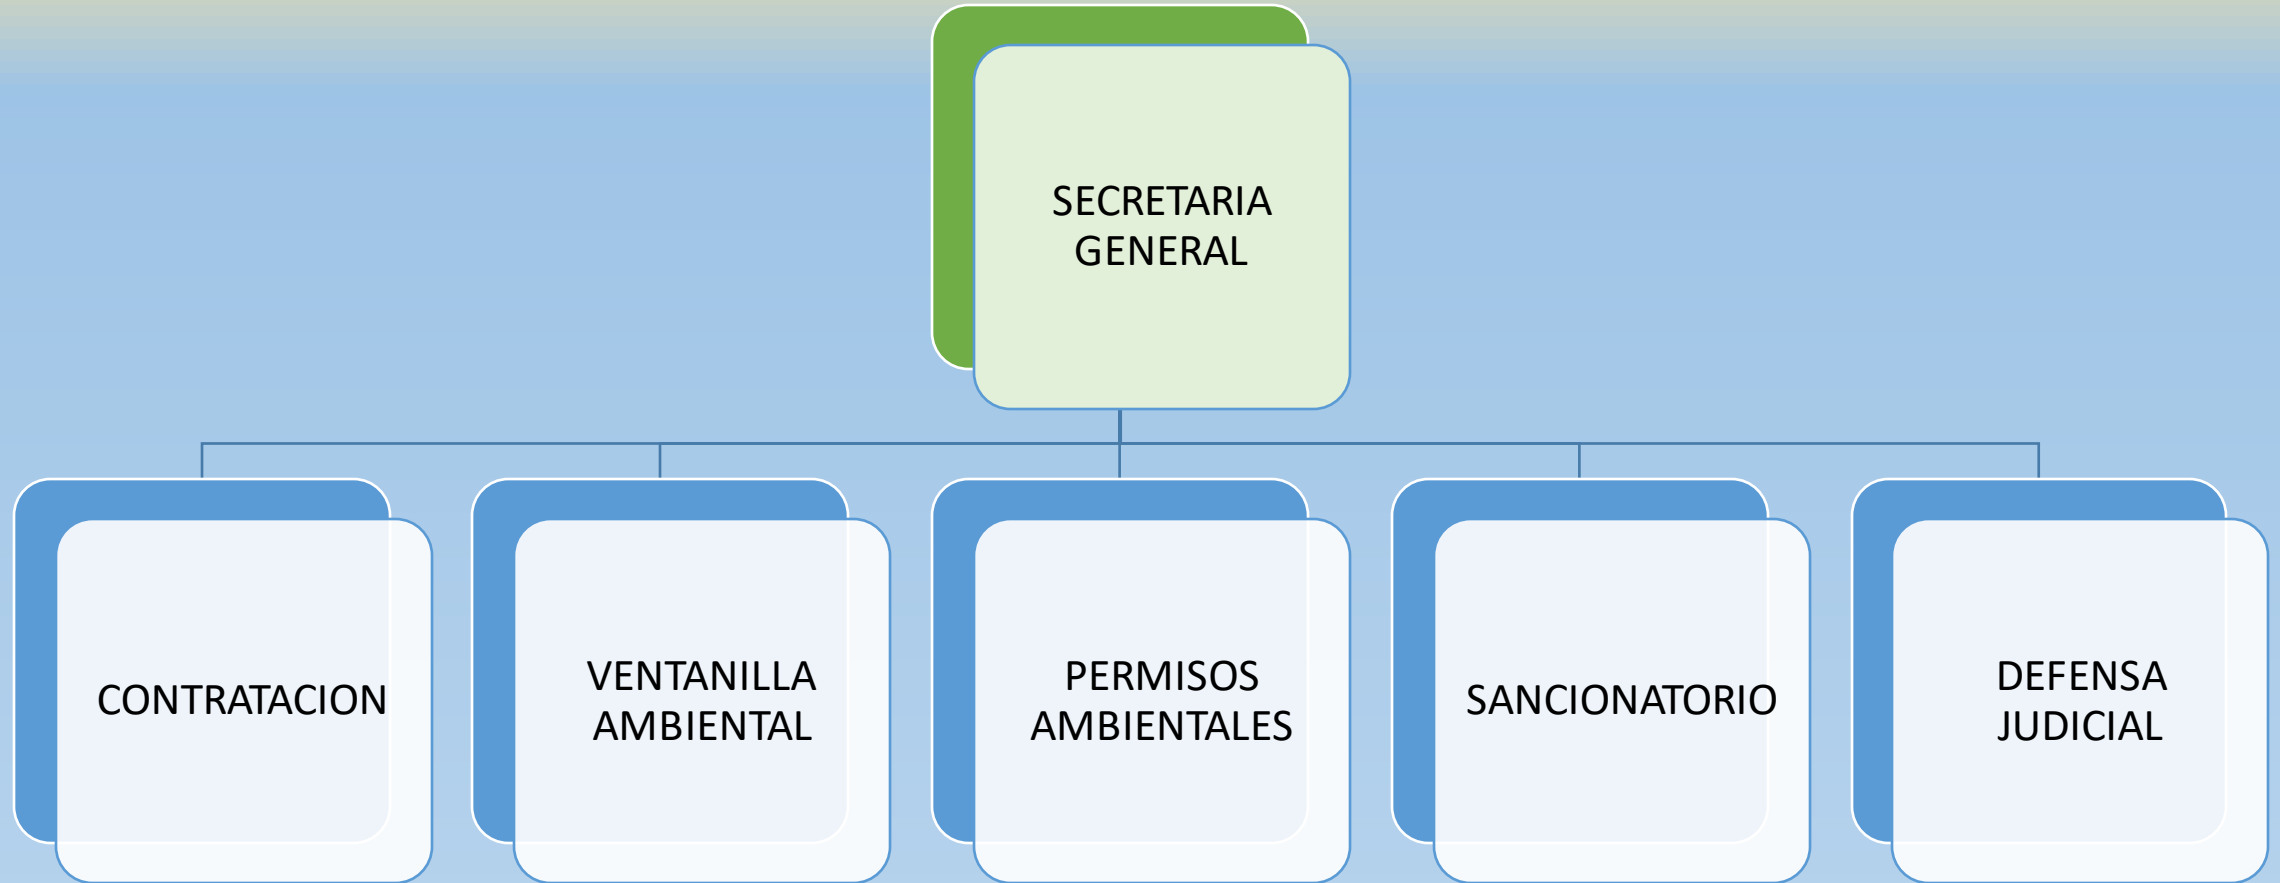 SECRETARIA
GENERAL
CONTRATACION
VENTANILLA
AMBIENTAL
PERMISOS
AMBIENTALES
SANCIONATORIO
DEFENSA
JUDICIAL